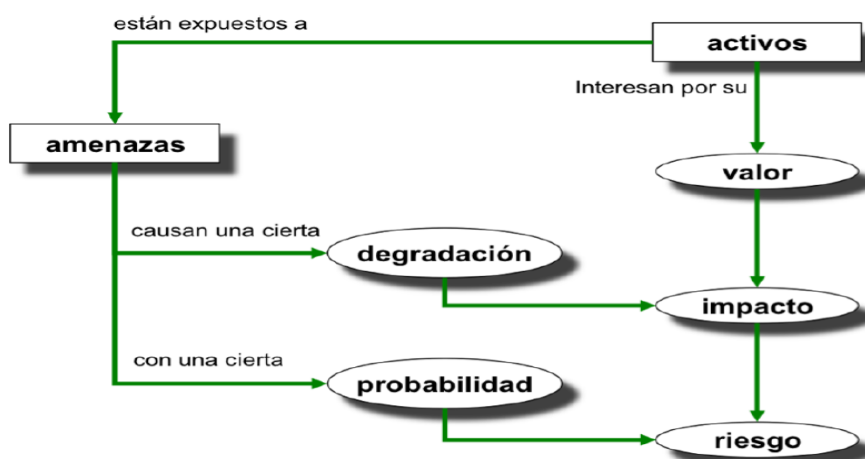 están expuestos a
activos
Interesan por su
amenazas
valor
causan una cierta
degradación
impacto
con una cierta
probabilidad
riesgo